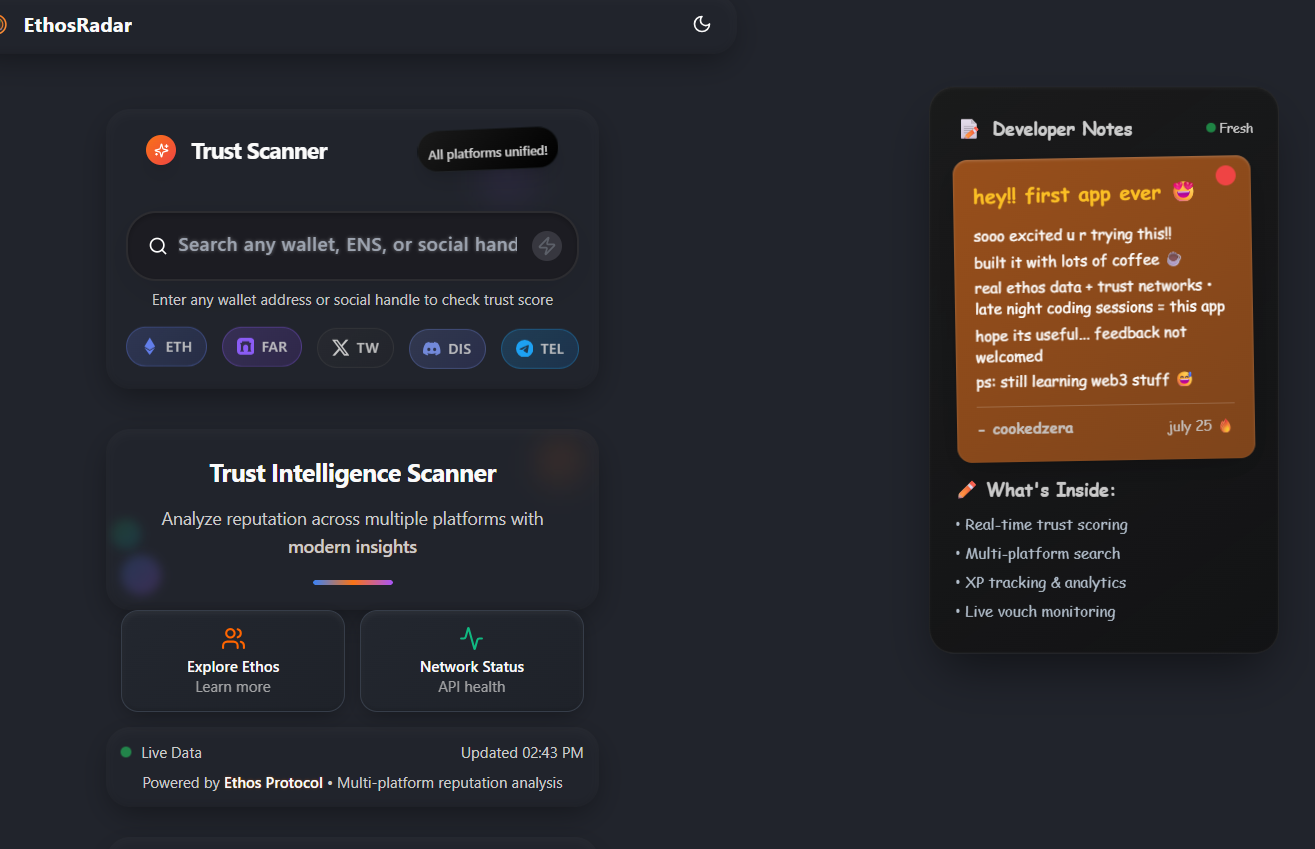 EthosRadar
Trust Scanner
All platforms unified!
Search any wallet, ENS, or social hand
Enter any wallet address or social handle to check trust score
ETH
FAR
TW
DIS
TEL
Trust Intelligence Scanner
Analyze reputation across multiple platforms with
modern insights
Explore Ethos
Learn more
Network Status
API health
Live Data
Updated 02:43 PM
Powered by Ethos Protocol • Multi-platform reputation analysis
Developer Notes
Fresh
hey!! first app ever 🤩
sooo excited u r trying this!!
built it with lots of coffee ☕
real ethos data + trust networks •
late night coding sessions = this app
hope its useful... feedback not
welcomed
ps: still learning web3 stuff 😅
- cookedzera
july 25 🔥
What's Inside:
• Real-time trust scoring
• Multi-platform search
• XP tracking & analytics
• Live vouch monitoring